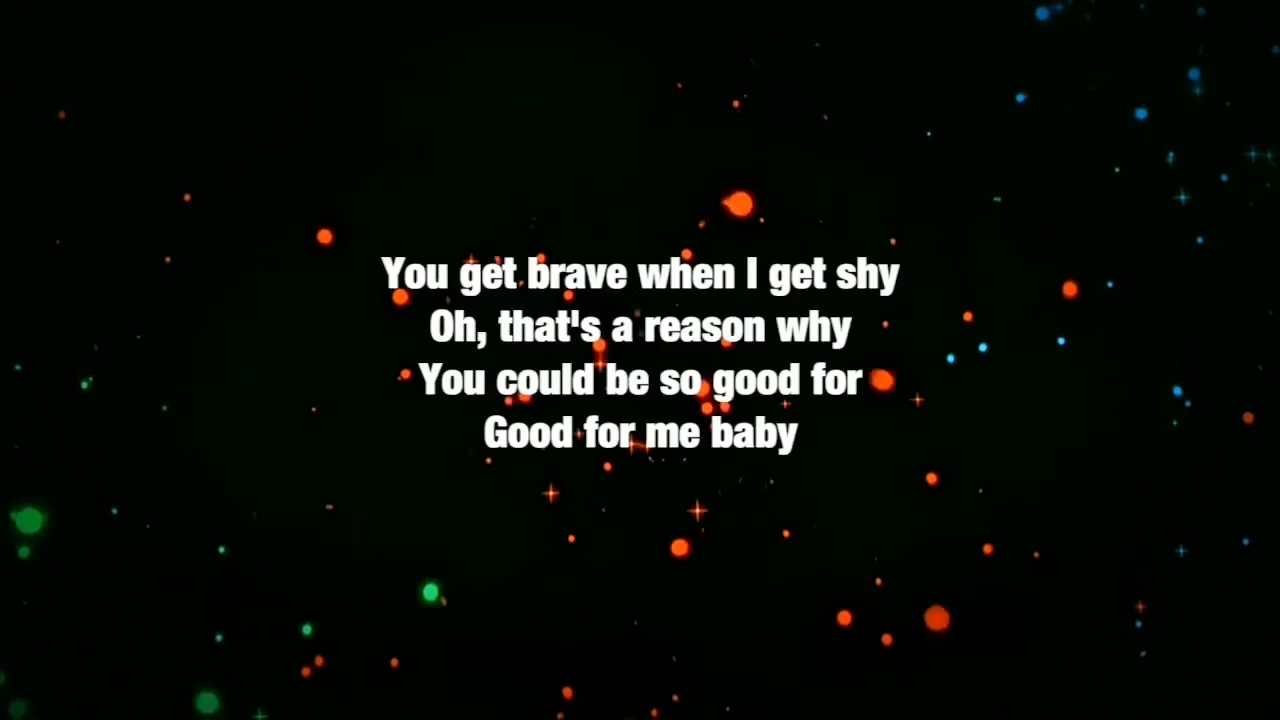 You get brave when I get shy
Oh, that's a reason why
You could be so good for
Good for me baby